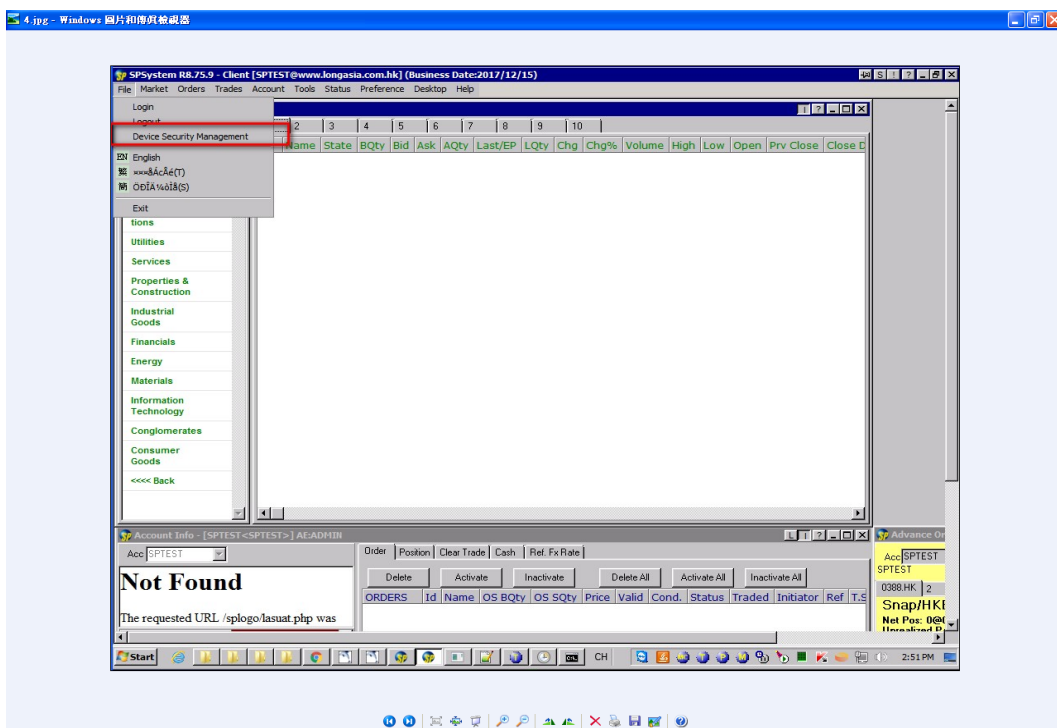 4.jpg - Windows 圖片和傳真檢視器
SPSystem R8.75.9 - Client [SPTEST@www.longasia.com.hk] (Business Date:2017/12/15)
File Market Orders Trades Account Tools Status Preference Desktop Help
Login
Logout
Device Security Management
EN English
繁 ¤¤¤åÁcÅé(T)
简 ÖÐÎÄ¼òÌå(S)
Exit
2 3 4 5 6 7 8 9 10
Name State BQty Bid Ask AQty Last/EP LQty Chg Chg% Volume High Low Open Prv Close Close D
tions
Utilities
Services
Properties &
Construction
Industrial
Goods
Financials
Energy
Materials
Information
Technology
Conglomerates
Consumer
Goods
<<<< Back
Account Info - [SPTEST<SPTEST>] AE:ADMIN
Acc SPTEST
Not Found
The requested URL /splogo/lasuat.php was
Order Position Clear Trade Cash Ref. Fx Rate
Delete Activate Inactivate Delete All Activate All Inactivate All
ORDERS Id Name OS BQty OS SQty Price Valid Cond. Status Traded Initiator Ref T.S
Advance Or
Acc SPTEST
SPTEST
0388.HK 2
Snap/HKE
Net Pos: 0@0
Start
CH
2:51 PM